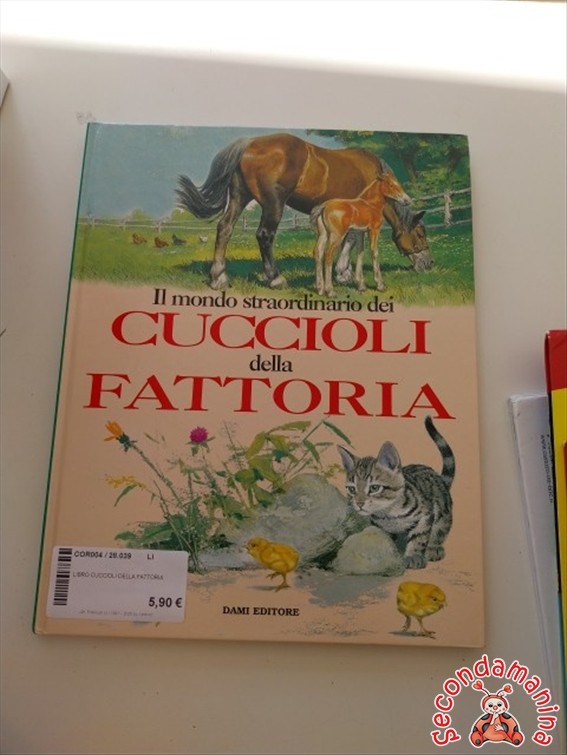 Il mondo straordinario dei
CUCCIOLI
della
FATTORIA
COR004 / 26.039 LI
LIBRO CUCCIOLI DELLA FATTORIA
5,90 €
DAMI EDITORE
Secondamanina